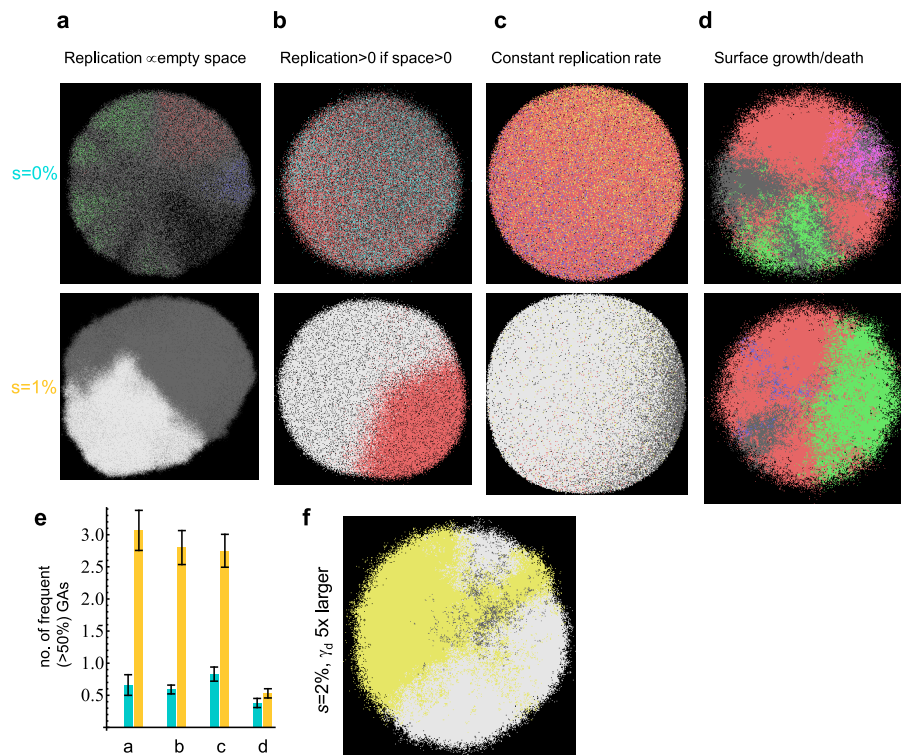 a
b
c
d
Replication ∝empty space
Replication>0 if space>0
Constant replication rate
Surface growth/death
s=0%
s=1%
e
no. of frequent
(>50%) GAs
3.0
2.5
2.0
1.5
1.0
0.5
a
b
c
d
f
s=2%, γd 5x larger